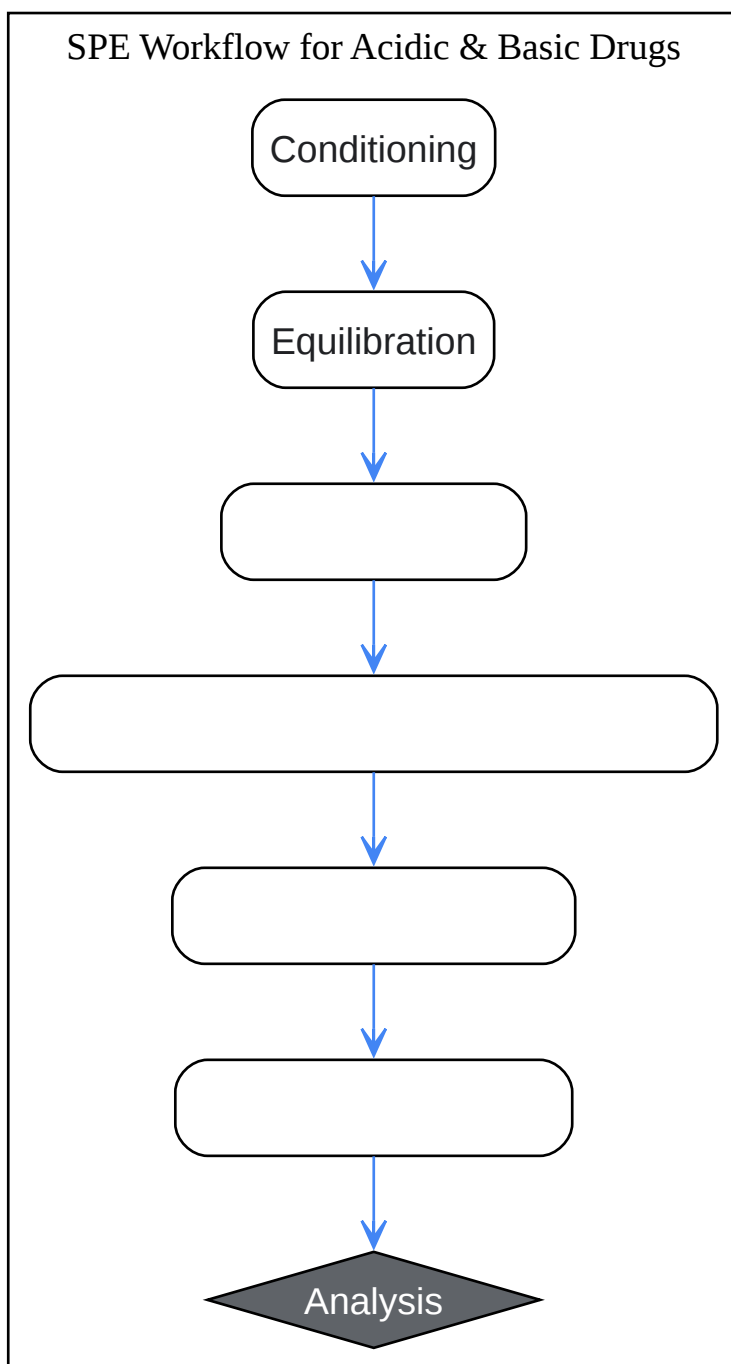 SPE Workflow for Acidic & Basic Drugs
Conditioning
Equilibration
Analysis